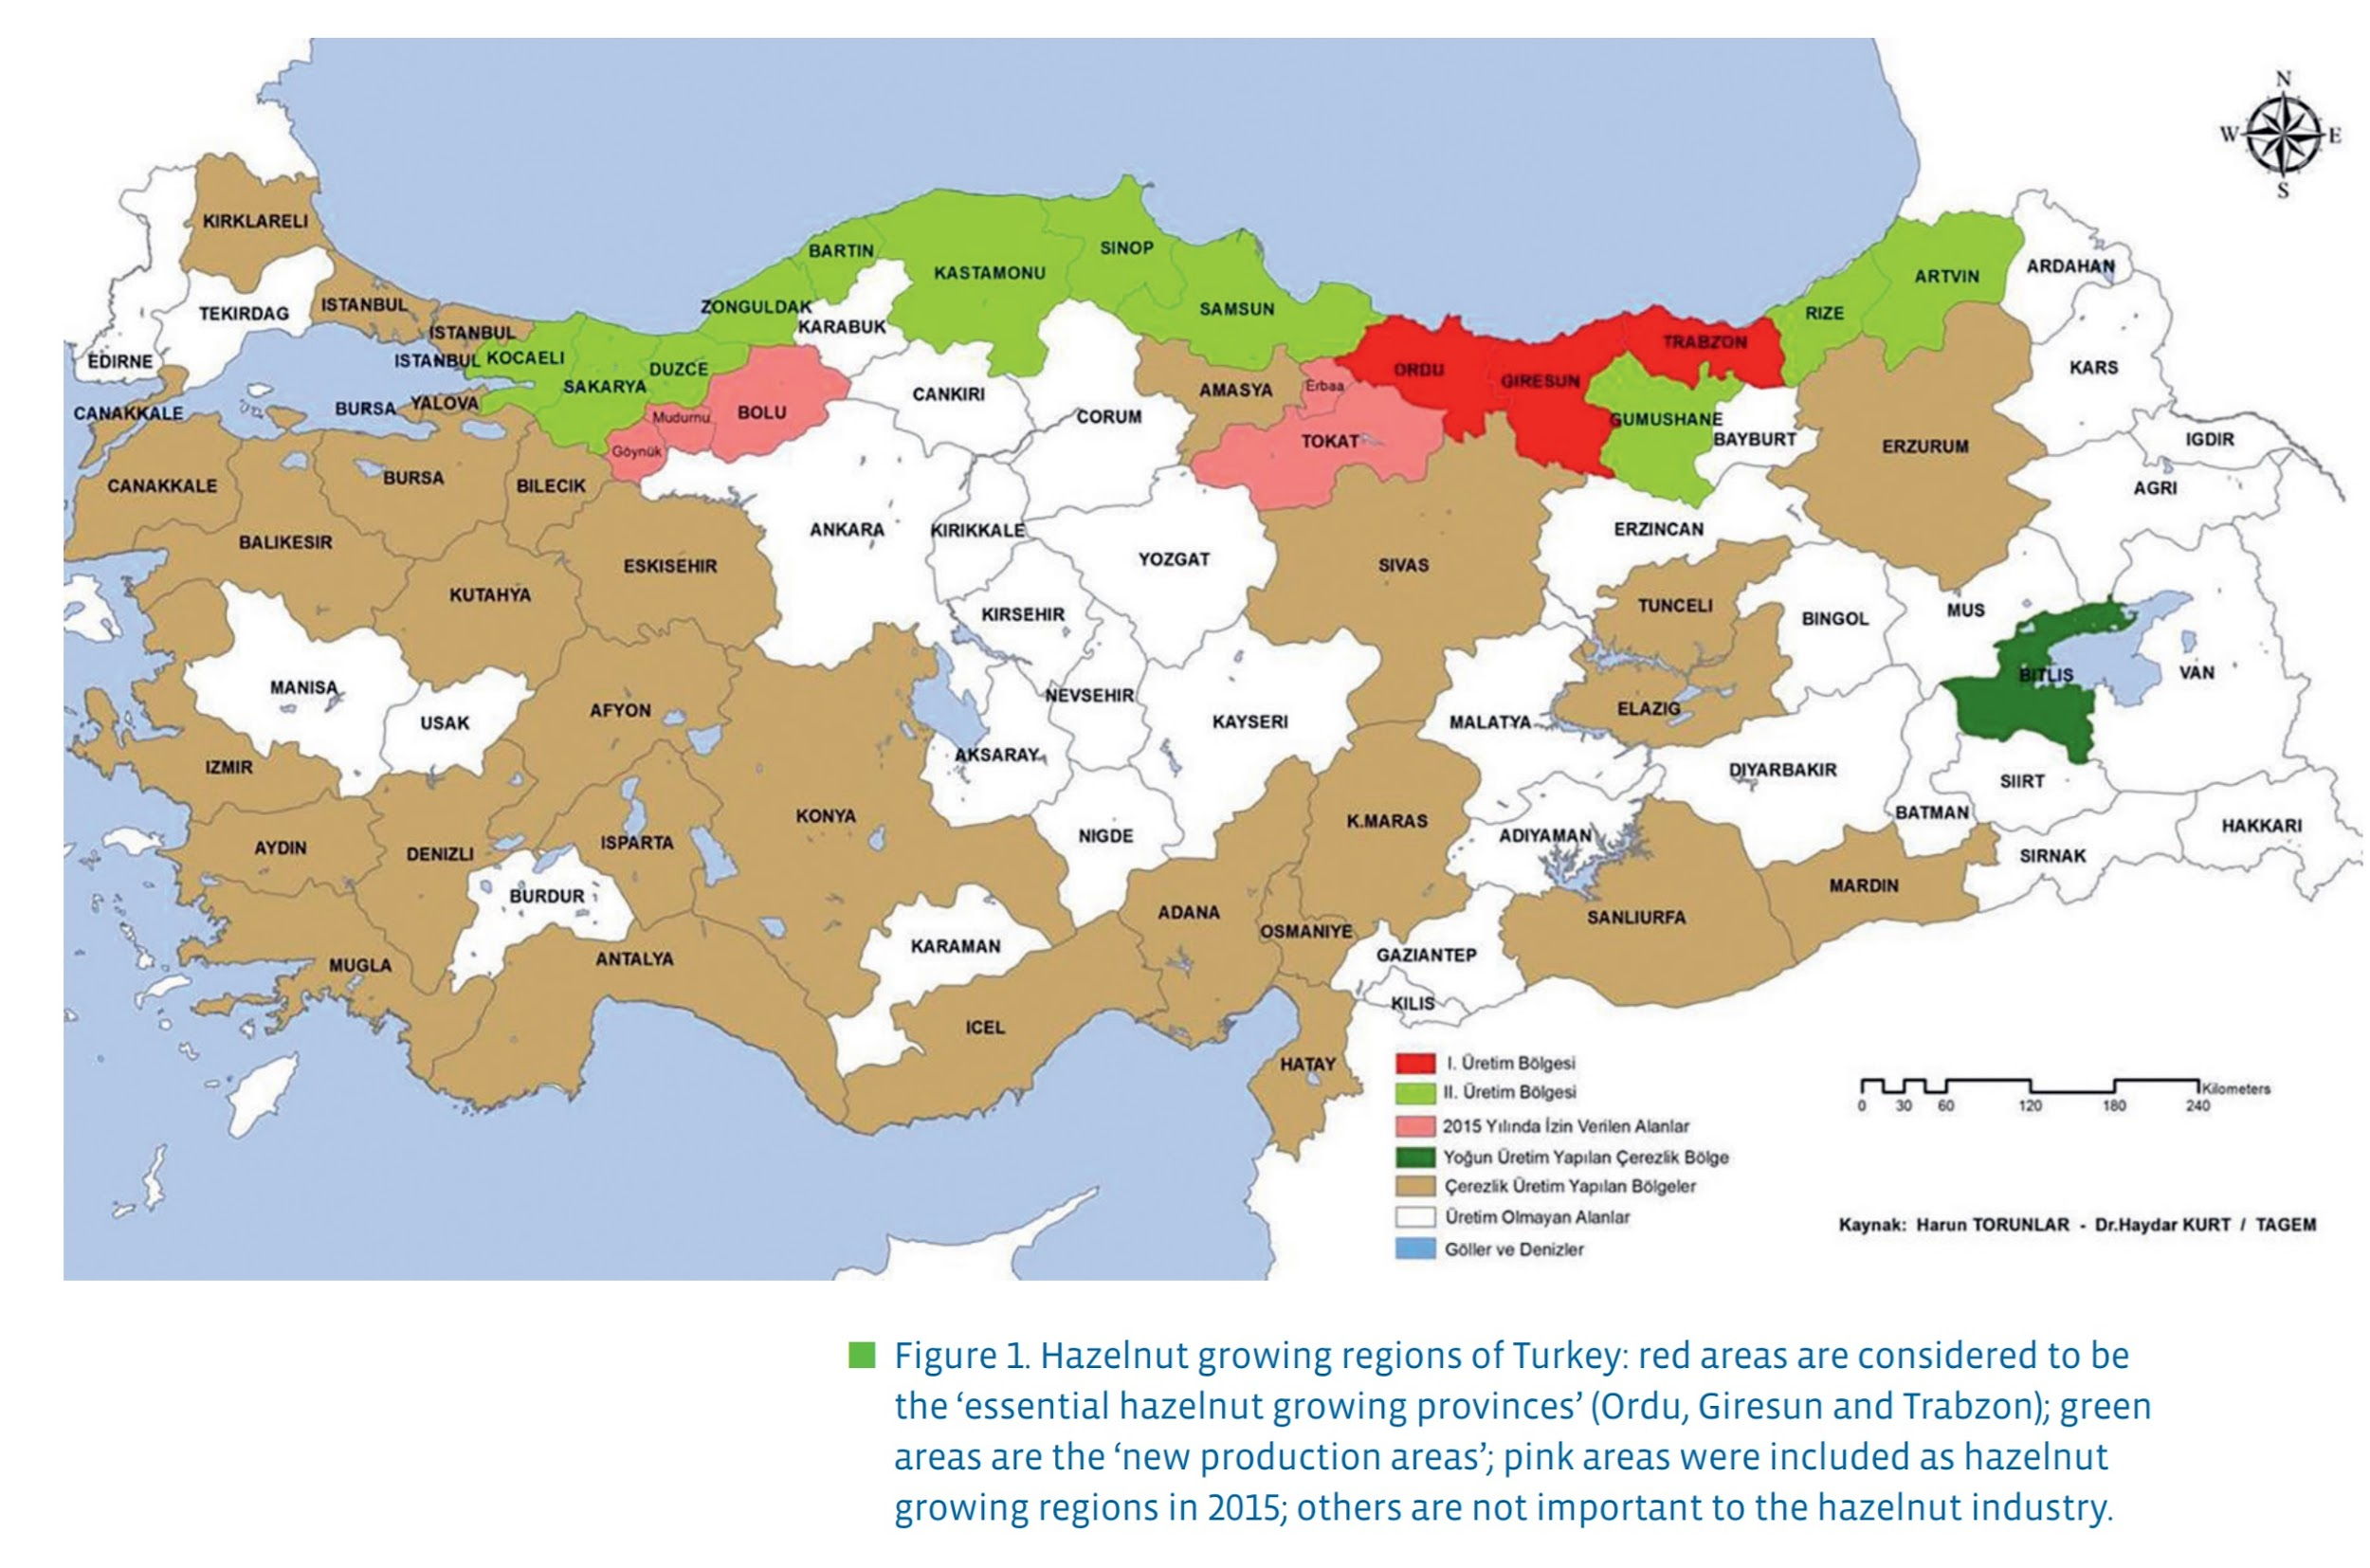 N
W
E
S
KIRKLARELI
TEKIRDAG
ISTANBUL
ISTANBUL
ISTANBUL
KOCAELI
EDIRNE
CANAKKALE
BURSA
YALOVA
SAKARYA
DUZCE
ZONGULDAK
BARTIN
KARABUK
KASTAMONU
SINOP
SAMSUN
ORDU
GIRESUN
TRABZON
RIZE
ARTVIN
ARDAHAN
KARS
Mudurnu
BOLU
Göynük
CANKIRI
CORUM
AMASYA
Erbaa
TOKAT
GUMUSHANE
BAYBURT
ERZURUM
IGDIR
AGRI
CANAKKALE
BURSA
BILECIK
BALIKESIR
KUTAHYA
ESKISEHIR
ANKARA
KIRIKKALE
YOZGAT
SIVAS
ERZINCAN
TUNCELI
BINGOL
MUS
BITLIS
VAN
KIRSEHIR
MANISA
USAK
AFYON
NEVSEHIR
KAYSERI
MALATYA
ELAZIG
AKSARAY
IZMIR
DIYARBAKIR
SIIRT
BATMAN
HAKKARI
SIRNAK
AYDIN
DENIZLI
ISPARTA
KONYA
NIGDE
K.MARAS
ADIYAMAN
MARDIN
BURDUR
ADANA
OSMANIYE
SANLIURFA
MUGLA
ANTALYA
KARAMAN
GAZIANTEP
KILIS
ICEL
HATAY
I. Üretim Bölgesi
II. Üretim Bölgesi
2015 Yılında İzin Verilen Alanlar
Yoğun Üretim Yapılan Çerezlik Bölge
Çerezlik Üretim Yapılan Bölgeler
Üretim Olmayan Alanlar
Göller ve Denizler
Kilometers
0 30 60 120 180 240
Kaynak: Harun TORUNLAR - Dr.Haydar KURT / TAGEM
Figure 1. Hazelnut growing regions of Turkey: red areas are considered to be
the ‘essential hazelnut growing provinces’ (Ordu, Giresun and Trabzon); green
areas are the ‘new production areas’; pink areas were included as hazelnut
growing regions in 2015; others are not important to the hazelnut industry.